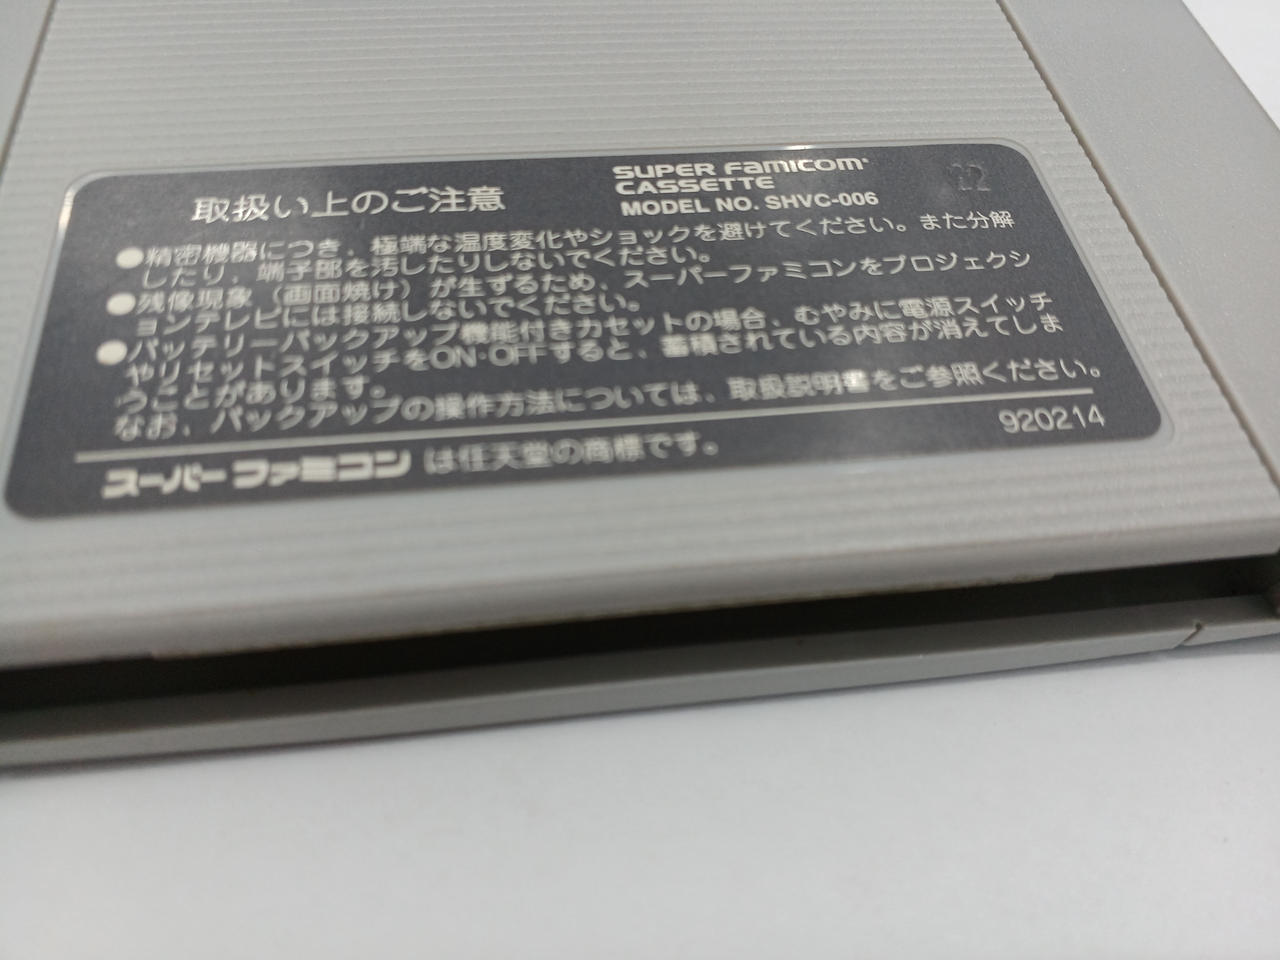 取扱い上のご注意
SUPER FAMICOM
CASSETTE
MODEL NO. SHVC-006
22
●精密機器につき、極端な温度変化やショックを避けてください。また分解
したり、端子部を汚したりしないでください。
●残像現象（画面焼け）が生ずるため、スーパーファミコンをプロジェクシ
ョンテレビには接続しないでください。
●バッテリーバックアップ機能付きカセットの場合、むやみに電源スイッチ
やリセットスイッチをON·OFFすると、蓄積されている内容が消えてしま
うことがあります。
なお、バックアップの操作方法については、取扱説明書をご参照ください。
スーパーファミコンは任天堂の商標です。
920214